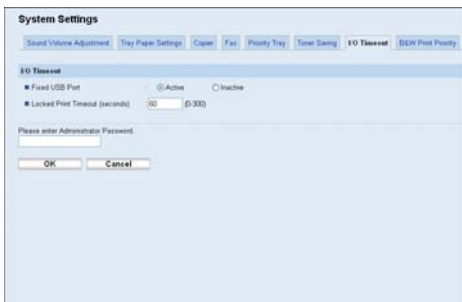 System Settings
Sound Volume Adjustment Tray Paper Settings Copier Fax Priority Tray Toner Saving I/O Timeout B&W Print Priority
I/O Timeout
Fixed USB Port : Active Inactive
Locked Print Timeout (seconds) 60 (0-300)
Please enter Administrator Password.
OK Cancel